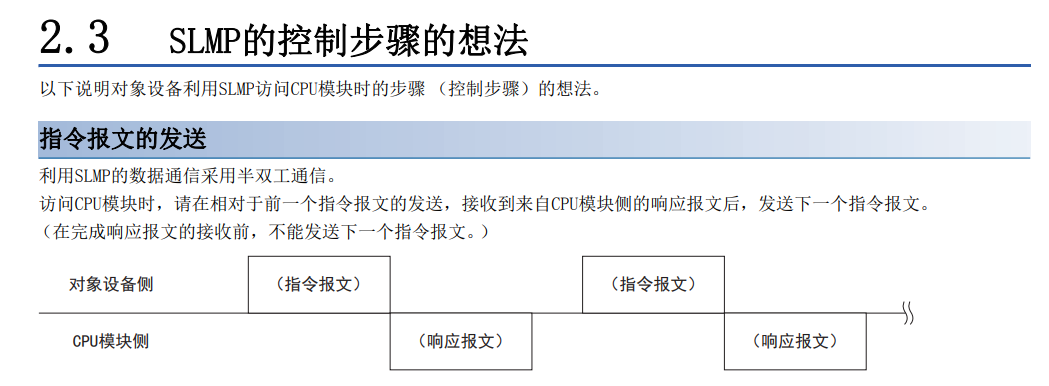 2.3 SLMP的控制步骤的想法
以下说明对象设备利用SLMP访问CPU模块时的步骤 （控制步骤）的想法。
指令报文的发送
利用SLMP的数据通信采用半双工通信。
访问CPU模块时，请在相对于前一个指令报文的发送，接收到来自CPU模块侧的响应报文后，发送下一个指令报文。
（在完成响应报文的接收前，不能发送下一个指令报文。）
对象设备侧 （指令报文） （指令报文）
CPU模块侧 （响应报文） （响应报文）